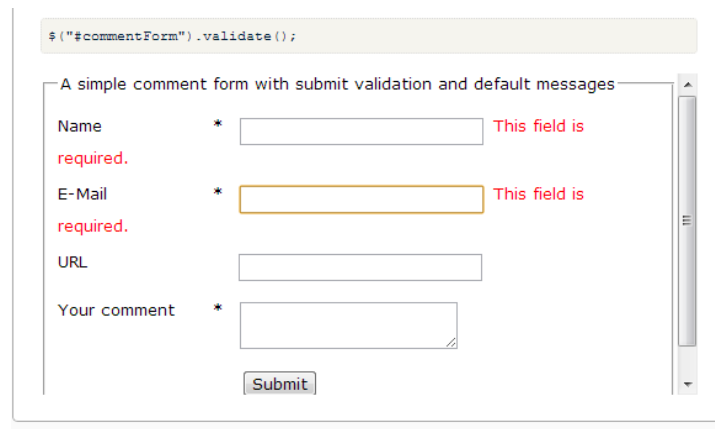 $("#commentForm").validate();
A simple comment form with submit validation and default messages
Name * This field is
required.
E-Mail * This field is
required.
URL
Your comment *
Submit